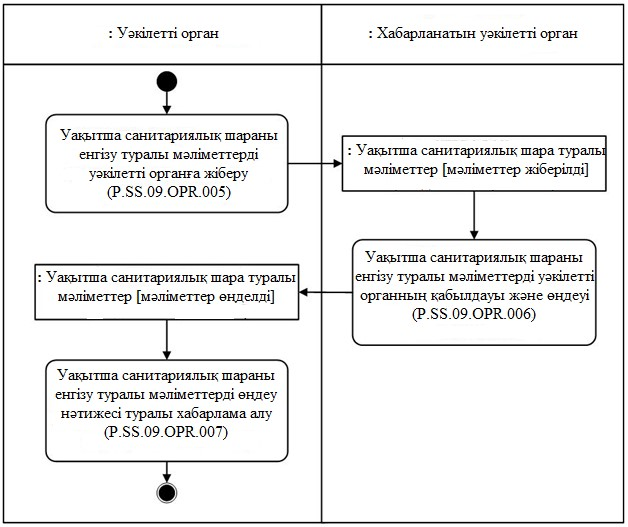 : Уәкілетті орган
: Хабарланатын уәкілетті орган
Уақытша санитариялық шараны
енгізу туралы мәліметтерді
уәкілетті органға жіберу
(P.SS.09.OPR.005)
: Уақытша санитариялық шара туралы
мәліметтер [мәліметтер жіберілді]
Уақытша санитариялық шараны
енгізу туралы мәліметтерді уәкілетті
органның қабылдауы және өңдеуі
(P.SS.09.OPR.006)
: Уақытша санитариялық шара туралы
мәліметтер [мәліметтер өңделді]
Уақытша санитариялық шараны
енгізу туралы мәліметтерді өңдеу
нәтижесі туралы хабарлама алу
(P.SS.09.OPR.007)